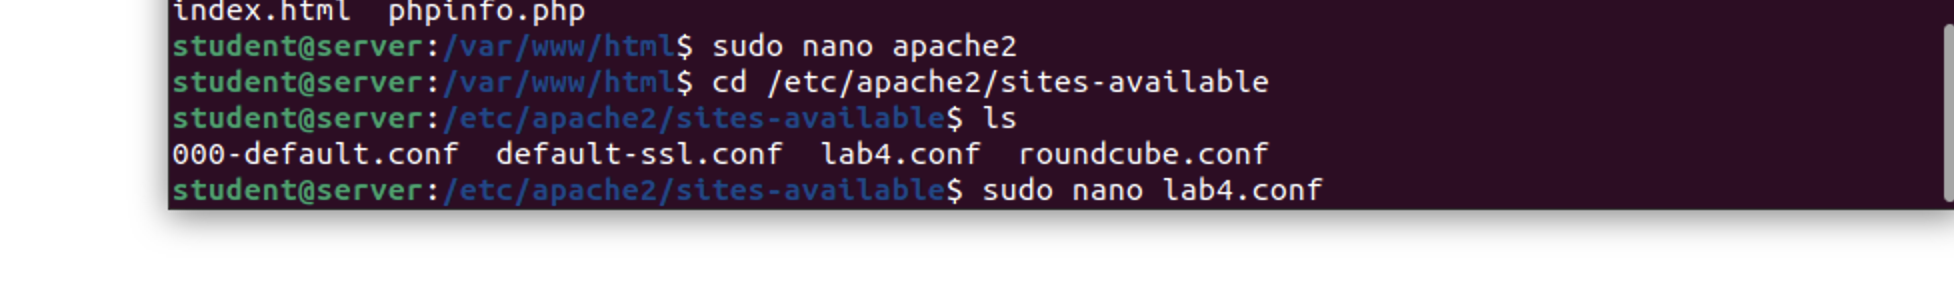 index.html  phpinfo.php
student@server:/var/www/html$ sudo nano apache2
student@server:/var/www/html$ cd /etc/apache2/sites-available
student@server:/etc/apache2/sites-available$ ls
000-default.conf  default-ssl.conf  lab4.conf  roundcube.conf
student@server:/etc/apache2/sites-available$ sudo nano lab4.conf